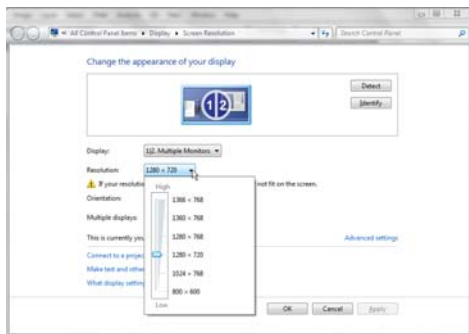 All Control Panel Items ▸ Display ▸ Screen Resolution
Search Control Panel
Change the appearance of your display
1|2
Detect
Identify
Display: 1|2. Multiple Monitors
Resolution: 1280 × 720
If your resolution not fit on the screen.
High
Orientation:
1366 × 768
1360 × 768
Multiple displays:
1280 × 768
This is currently Advanced settings
1280 × 720
Connect to a
Make text and other
1024 × 768
What display
800 × 600
Low
OK Cancel Apply